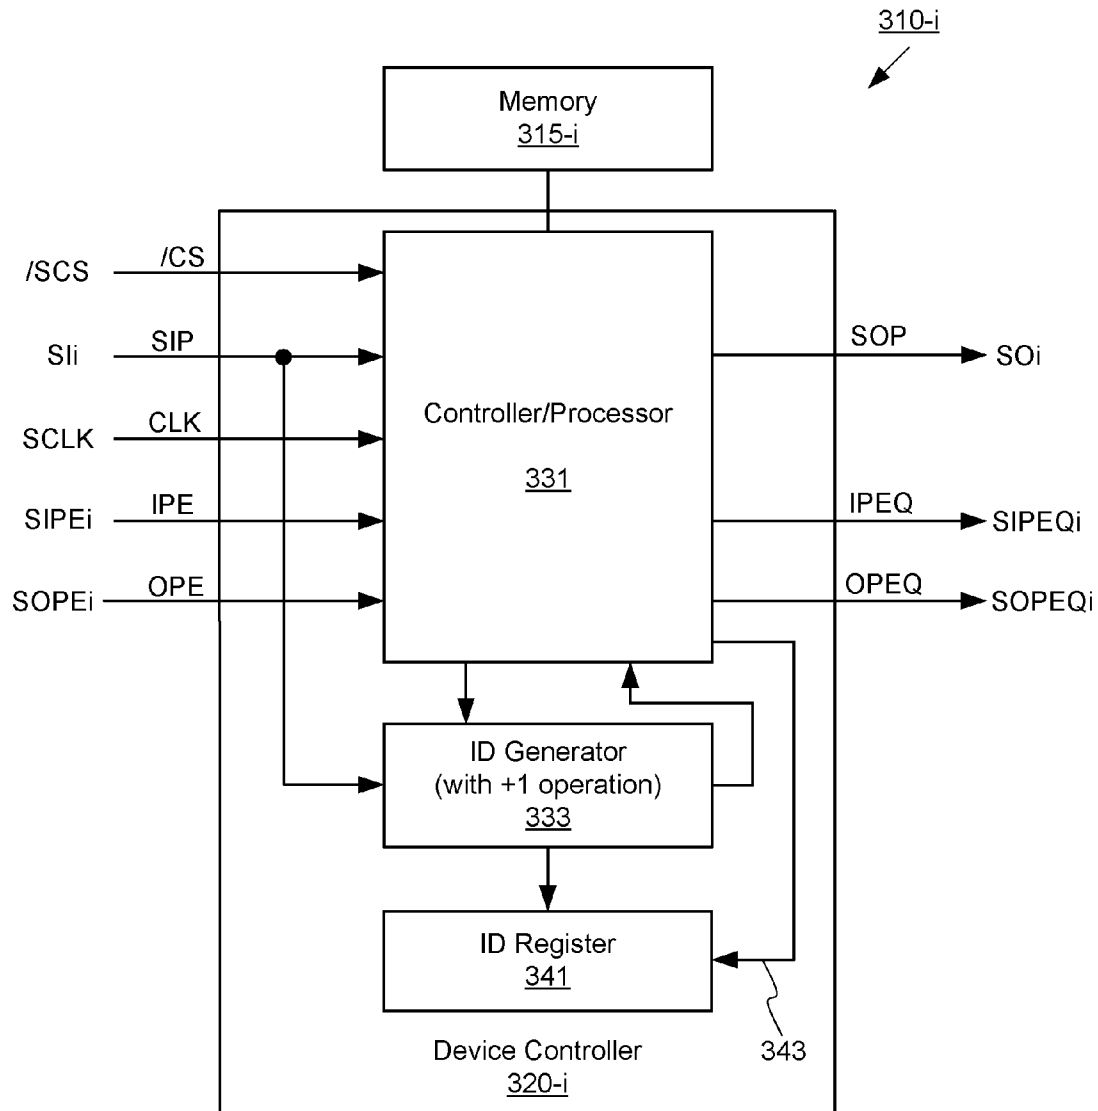 310-i
Memory
315-i
/SCS
/CS
SIi
SIP
SOP
SOi
SCLK
CLK
Controller/Processor
331
SIPEi
IPE
IPEQ
SIPEQi
SOPEi
OPE
OPEQ
SOPEQi
ID Generator
(with +1 operation)
333
ID Register
341
343
Device Controller
320-i